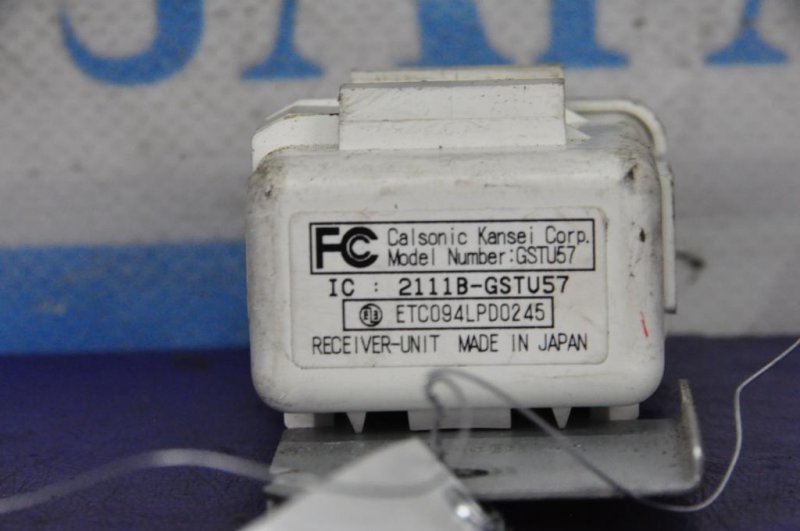 FC Calsonic Kansei Corp.
Model Number:GSTU57
IC : 2111B-GSTU57
ETC094LPD0245
RECEIVER-UNIT MADE IN JAPAN